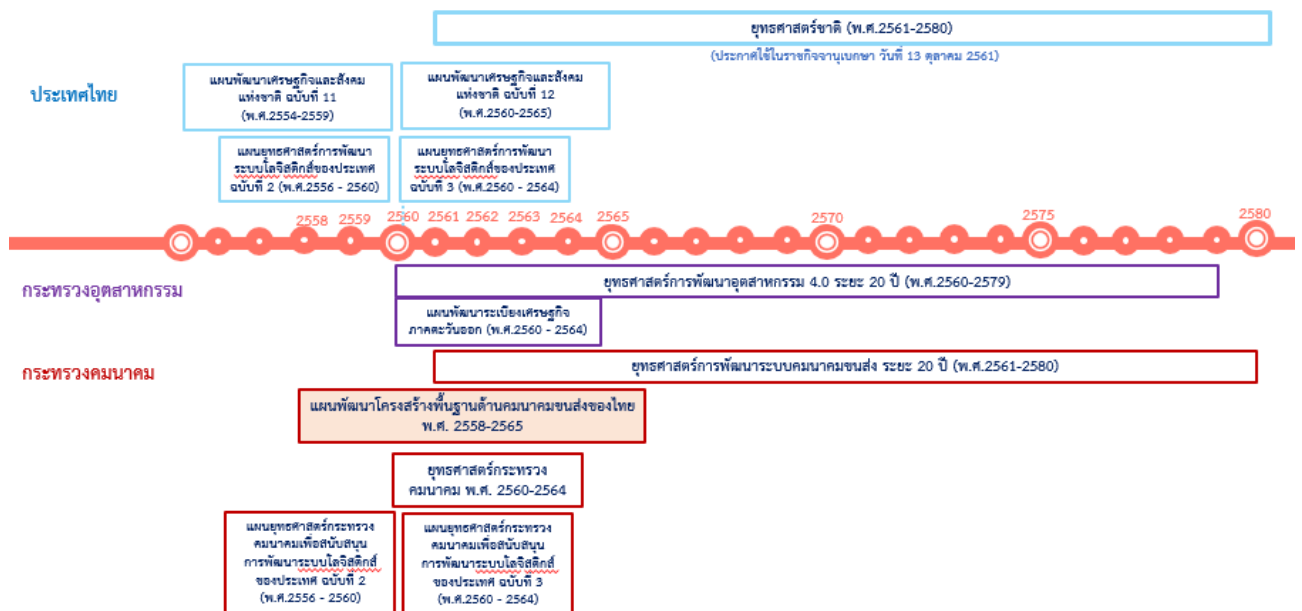 ยุทธศาสตร์ชาติ (พ.ศ.2561-2580)
(ประกาศใช้ในราชกิจจานุเบกษา วันที่ 13 ตุลาคม 2561)
ประเทศไทย
แผนพัฒนาเศรษฐกิจและสังคม
แห่งชาติ ฉบับที่ 11
(พ.ศ.2554-2559)
แผนพัฒนาเศรษฐกิจและสังคม
แห่งชาติ ฉบับที่ 12
(พ.ศ.2560-2565)
แผนยุทธศาสตร์การพัฒนา
ระบบโลจิสติกส์ของประเทศ
ฉบับที่ 2 (พ.ศ.2556 - 2560)
แผนยุทธศาสตร์การพัฒนา
ระบบโลจิสติกส์ของประเทศ
ฉบับที่ 3 (พ.ศ.2560 - 2564)
2558 2559 2560 2561 2562 2563 2564 2565 2570 2575 2580
กระทรวงอุตสาหกรรม
ยุทธศาสตร์การพัฒนาอุตสาหกรรม 4.0 ระยะ 20 ปี (พ.ศ.2560-2579)
แผนพัฒนาระเบียงเศรษฐกิจ
ภาคตะวันออก (พ.ศ.2560 - 2564)
กระทรวงคมนาคม
ยุทธศาสตร์การพัฒนาระบบคมนาคมขนส่ง ระยะ 20 ปี (พ.ศ.2561-2580)
แผนพัฒนาโครงสร้างพื้นฐานด้านคมนาคมขนส่งของไทย
พ.ศ. 2558-2565
ยุทธศาสตร์กระทรวง
คมนาคม พ.ศ. 2560-2564
แผนยุทธศาสตร์กระทรวง
คมนาคมเพื่อสนับสนุน
การพัฒนาระบบโลจิสติกส์
ของประเทศ ฉบับที่ 2
(พ.ศ.2556 - 2560)
แผนยุทธศาสตร์กระทรวง
คมนาคมเพื่อสนับสนุน
การพัฒนาระบบโลจิสติกส์
ของประเทศ ฉบับที่ 3
(พ.ศ.2560 - 2564)